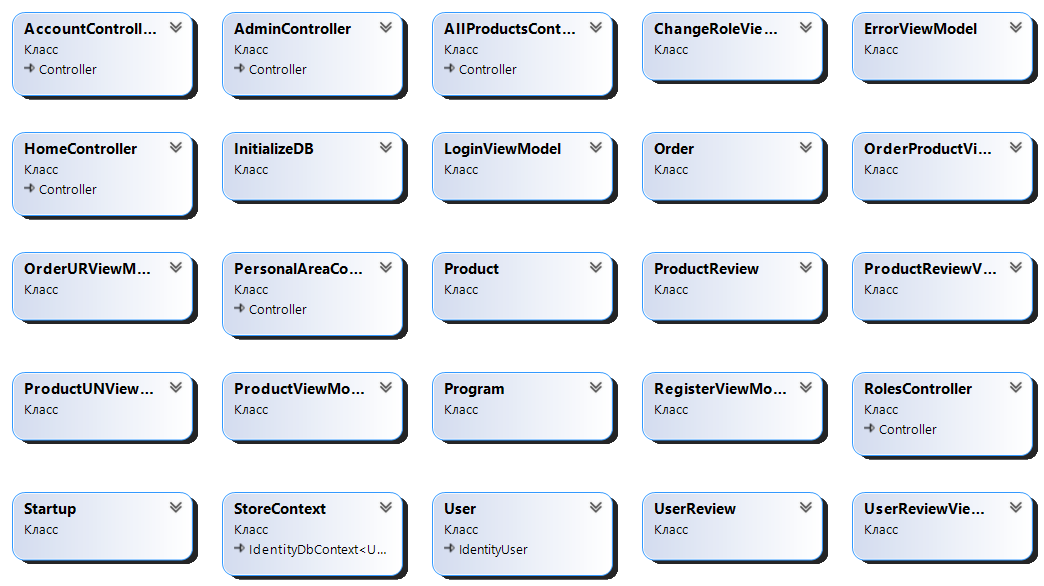 AccountControll...
Класс
Controller
AdminController
Класс
Controller
AllProductsCont...
Класс
Controller
ChangeRoleVie...
Класс
ErrorViewModel
Класс
HomeController
Класс
Controller
InitializeDB
Класс
LoginViewModel
Класс
Order
Класс
OrderProductVi...
Класс
OrderURViewM...
Класс
PersonalAreaCo...
Класс
Controller
Product
Класс
ProductReview
Класс
ProductReviewV...
Класс
ProductUNView...
Класс
ProductViewMo...
Класс
Program
Класс
RegisterViewMo...
Класс
RolesController
Класс
Controller
Startup
Класс
StoreContext
Класс
IdentityDbContext<U...
User
Класс
IdentityUser
UserReview
Класс
UserReviewVie...
Класс